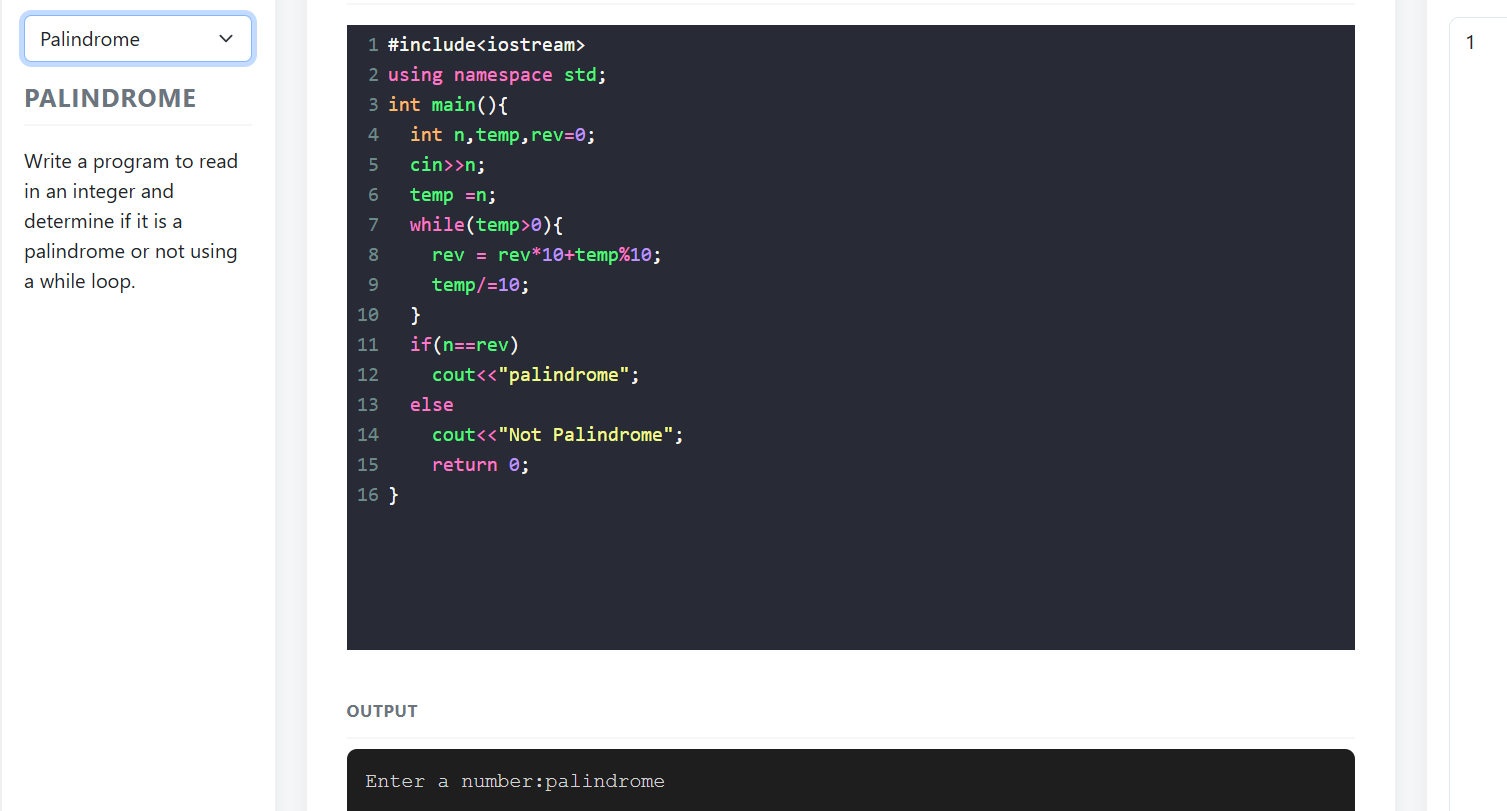 Palindrome
PALINDROME
Write a program to read
in an integer and
determine if it is a
palindrome or not using
a while loop.
1 #include<iostream>
2 using namespace std;
3 int main(){
4   int n,temp,rev=0;
5   cin>>n;
6   temp =n;
7   while(temp>0){
8     rev = rev*10+temp%10;
9     temp/=10;
10   }
11   if(n==rev)
12     cout<<"palindrome";
13   else
14     cout<<"Not Palindrome";
15     return 0;
16 }
OUTPUT
Enter a number:palindrome
1